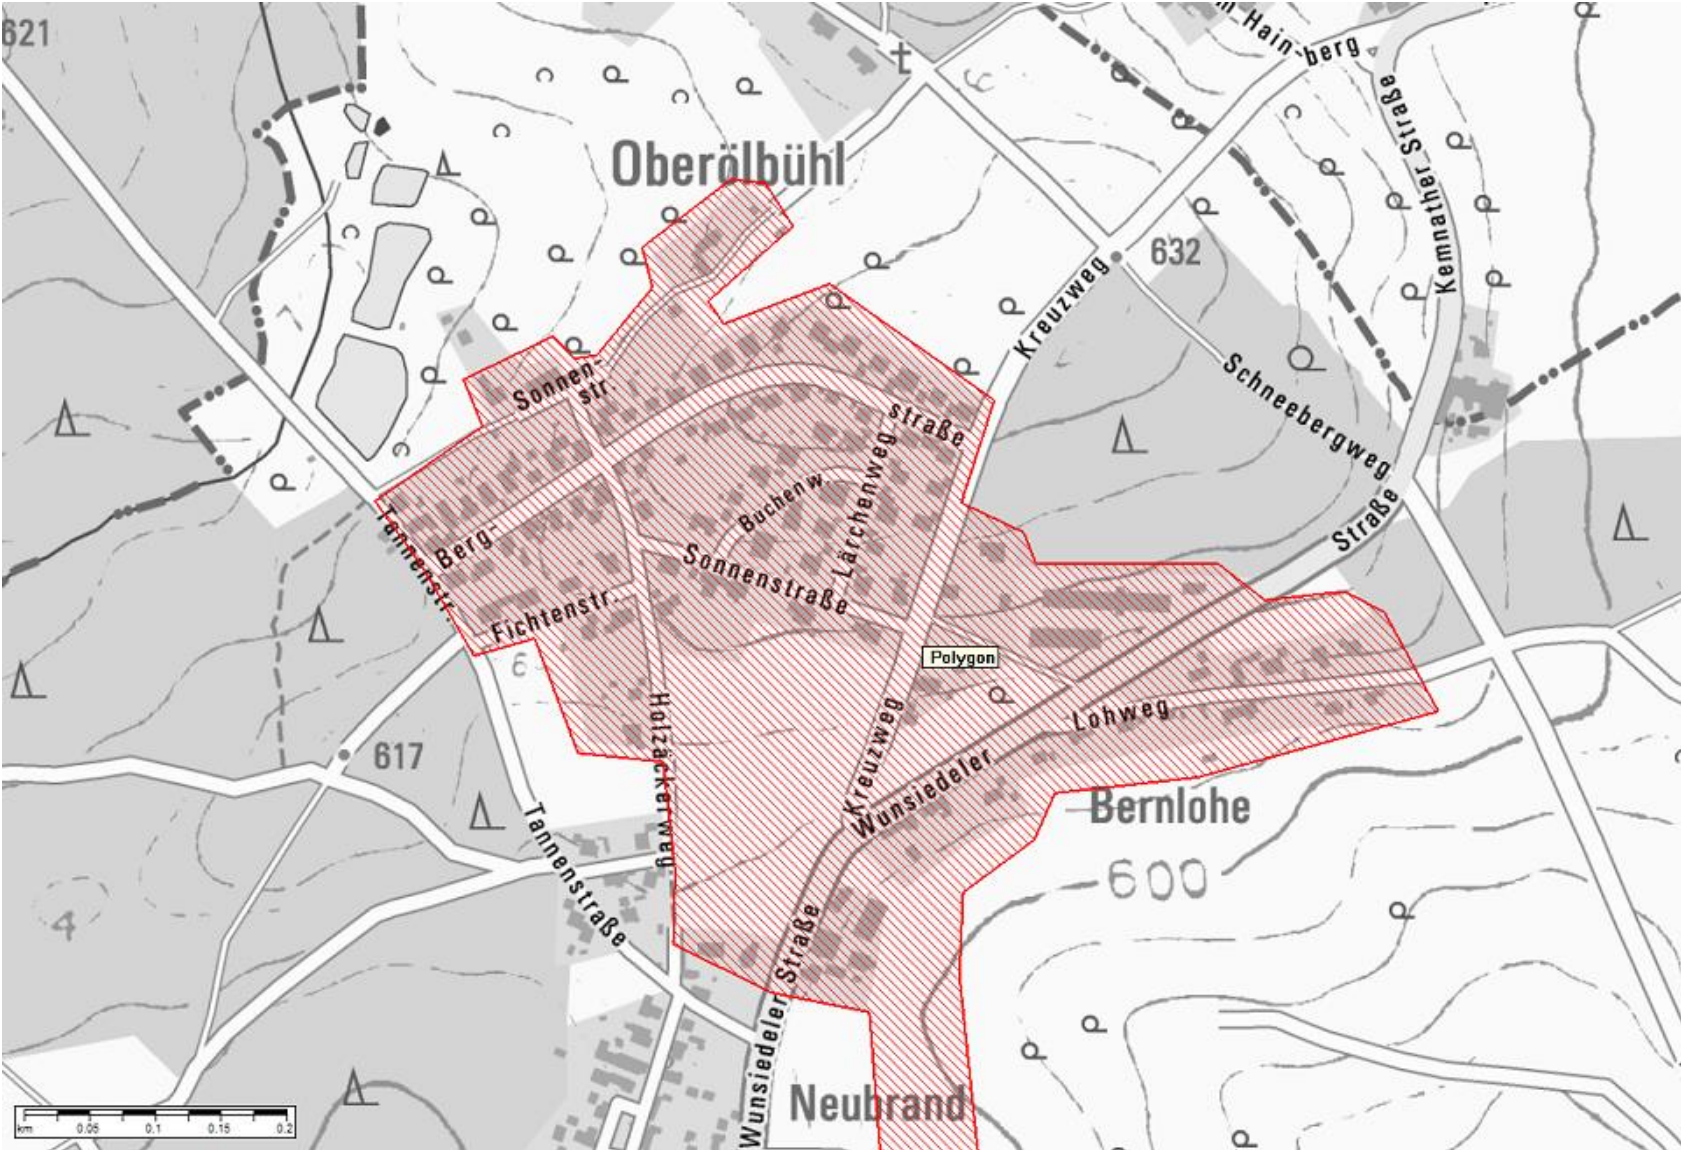 621
m Hain-berg
Kemnather Straße
Oberölbühl
632
Kreuzweg
Schneebergweg
Sonnen-
str.
straße
Lärchenweg
Buchenw.
Tannenstr.
Berg-
Sonnenstraße
Straße
Fichtenstr.
6
Polygon
Holzäckerweg
Kreuzweg
Lohweg
617
Wunsiedeler
Bernlohe
Tannenstraße
600
4
Straße
Wunsiedeler
Neubrand
km 0.05 0.1 0.15 0.2